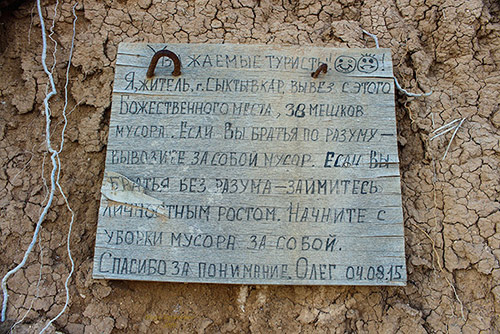 Уважаемые туристы!
Я, житель, г. Сыктывкар, вывез с этого
Божественного места, 38 мешков
мусора. Если Вы братья по разуму —
вывозите за собой мусор. Если Вы
братья без разума — займитесь
личностным ростом. Начните с
уборки мусора за собой.
Спасибо за понимание. Олег 04.08.15